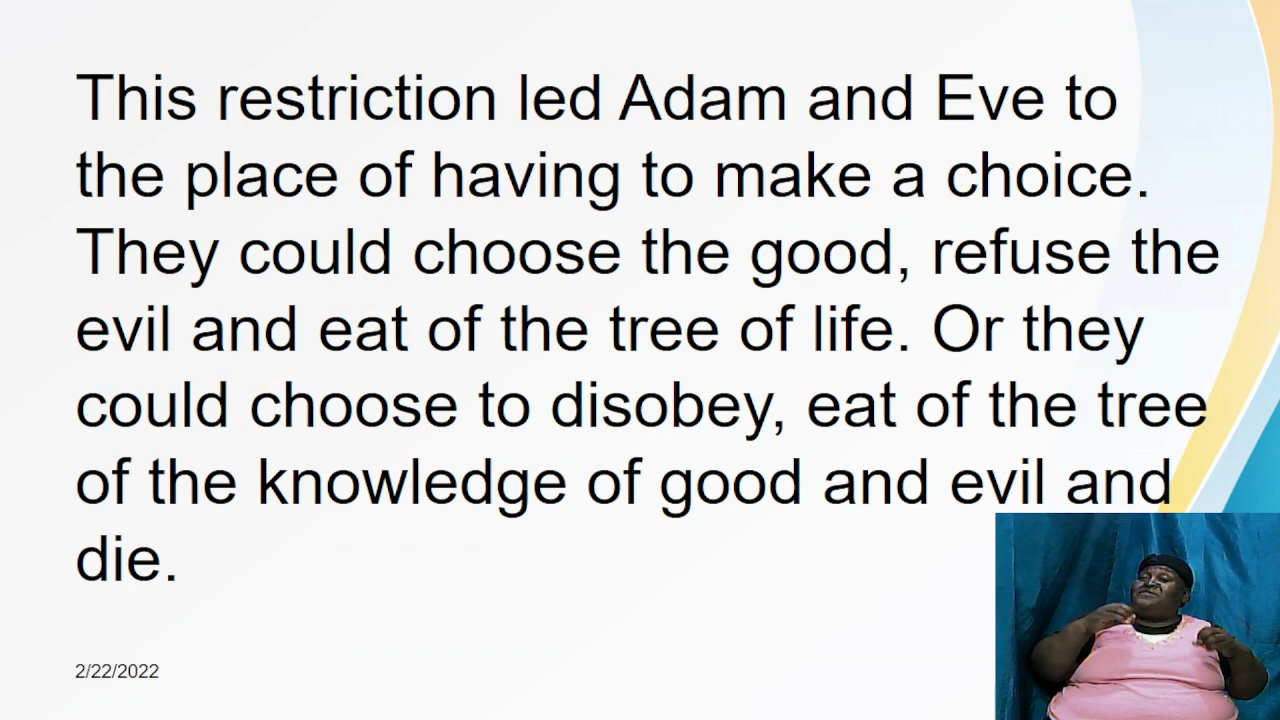 This restriction led Adam and Eve to
the place of having to make a choice.
They could choose the good, refuse the
evil and eat of the tree of life. Or they
could choose to disobey, eat of the tree
of the knowledge of good and evil and
die.
2/22/2022